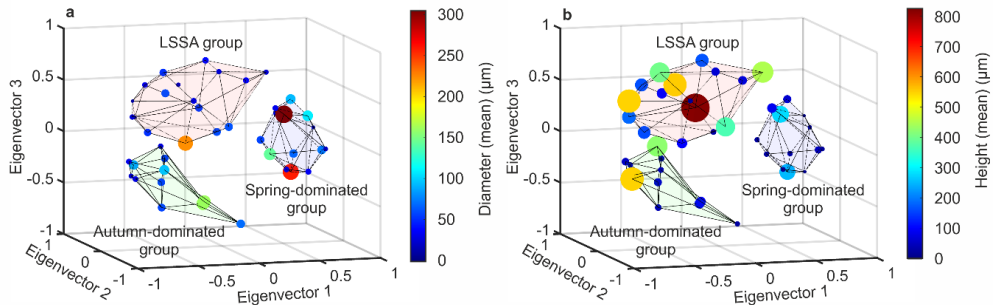 a
LSSA group
Spring-dominated
group
Autumn-dominated
group
Eigenvector 3
1
0.5
0
-0.5
-1
Eigenvector 2
1
0
-1
Eigenvector 1
-1
-0.5
0
0.5
1
300
250
200
150
100
50
0
Diameter (mean) (µm)
b
LSSA group
Spring-dominated
group
Autumn-dominated
group
Eigenvector 3
1
0.5
0
-0.5
-1
Eigenvector 2
1
0
-1
Eigenvector 1
-1
-0.5
0
0.5
1
800
700
600
500
400
300
200
100
0
Height (mean) (µm)